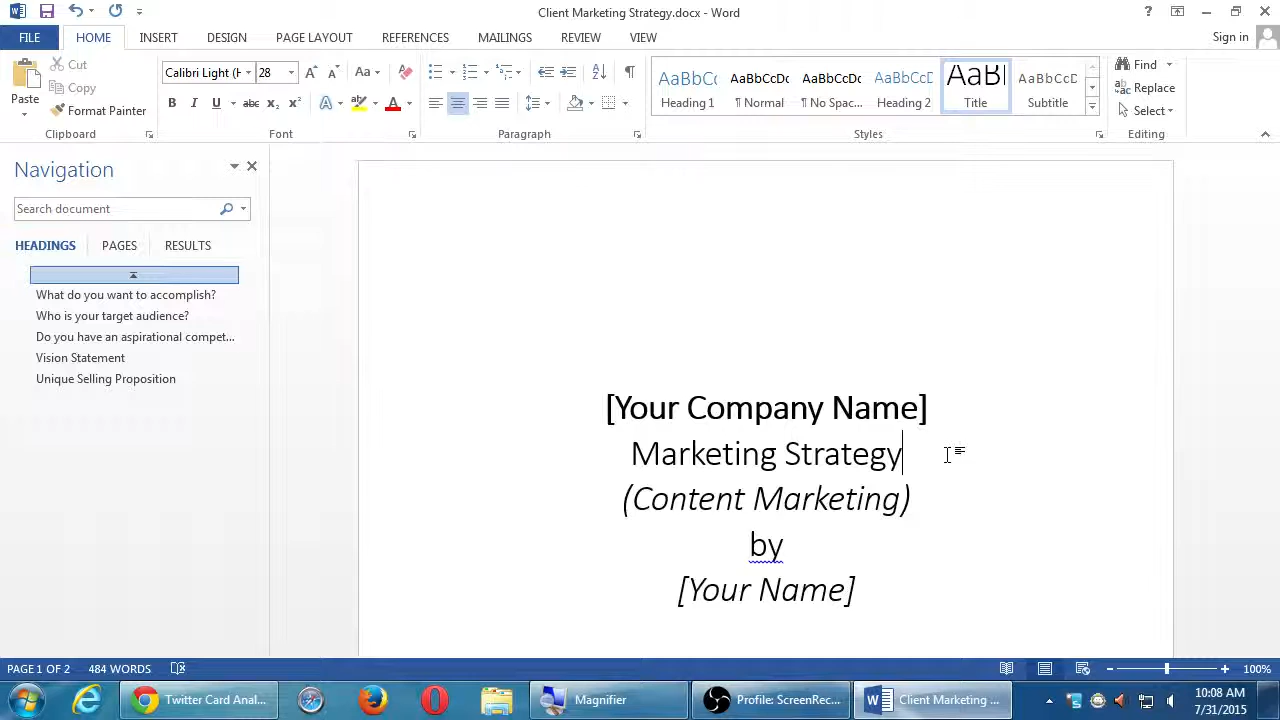 Client Marketing Strategy.docx - Word
FILE HOME INSERT DESIGN PAGE LAYOUT REFERENCES MAILINGS REVIEW VIEW Sign in
Paste
Cut
Copy
Format Painter
Clipboard
Calibri Light (H 28
Font
Paragraph
AaBbCc AaBbCcDc AaBbCcDc AaBbCcD AaB AaBbCcD
Heading 1 ¶ Normal ¶ No Spac... Heading 2 Title Subtitle
Styles
Find
Replace
Select
Editing
Navigation
Search document
HEADINGS PAGES RESULTS
What do you want to accomplish?
Who is your target audience?
Do you have an aspirational compet...
Vision Statement
Unique Selling Proposition
[Your Company Name]
Marketing Strategy
(Content Marketing)
by
[Your Name]
PAGE 1 OF 2 484 WORDS 100%
Twitter Card Anal... Magnifier Profile: ScreenRec... Client Marketing ...
10:08 AM
7/31/2015